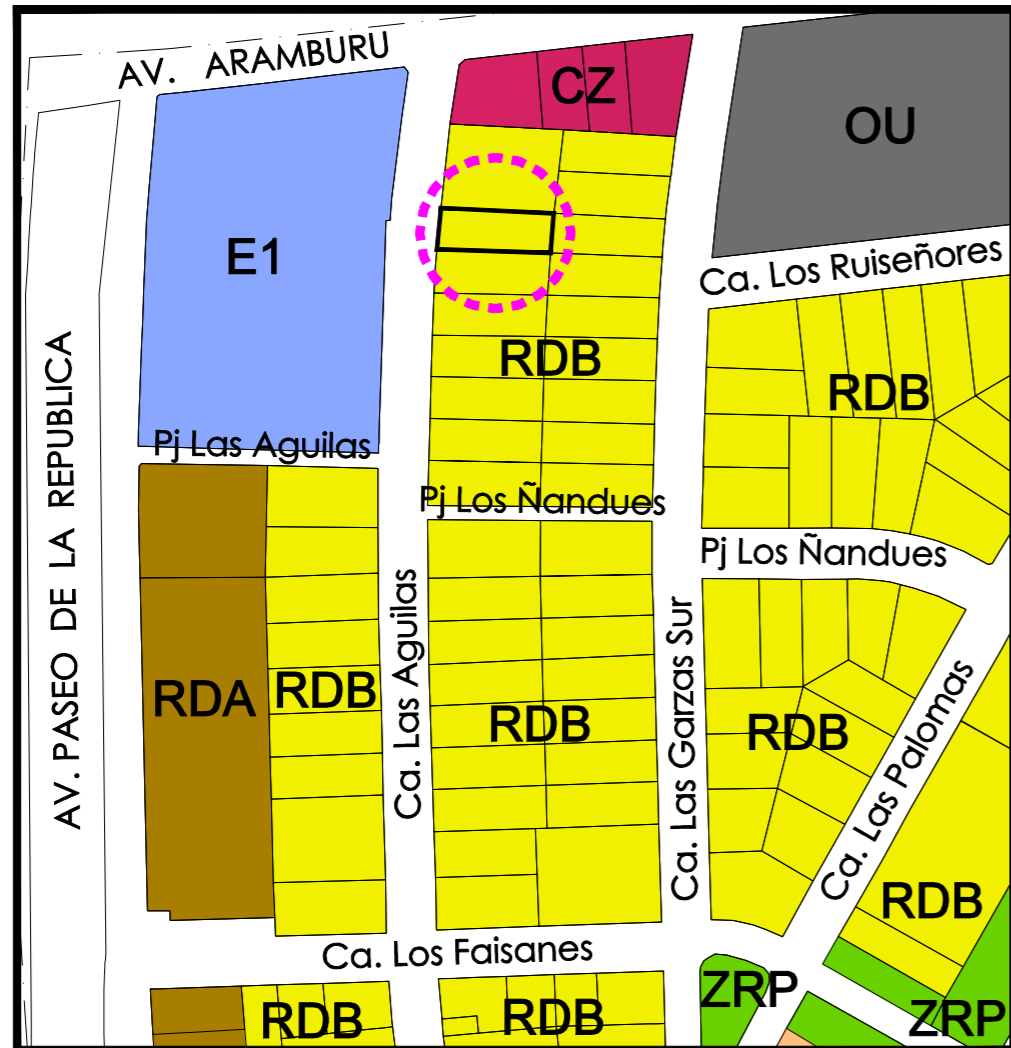 AV. ARAMBURU
CZ
OU
E1
Ca. Los Ruiseñores
RDB
RDB
AV. PASEO DE LA REPUBLICA
Pj Las Aguilas
Pj Los Ñandues
Pj Los Ñandues
Ca. Las Aguilas
Ca. Las Garzas Sur
RDA
RDB
RDB
RDB
Ca. Las Palomas
RDB
Ca. Los Faisanes
ZRP
RDB
RDB
ZRP